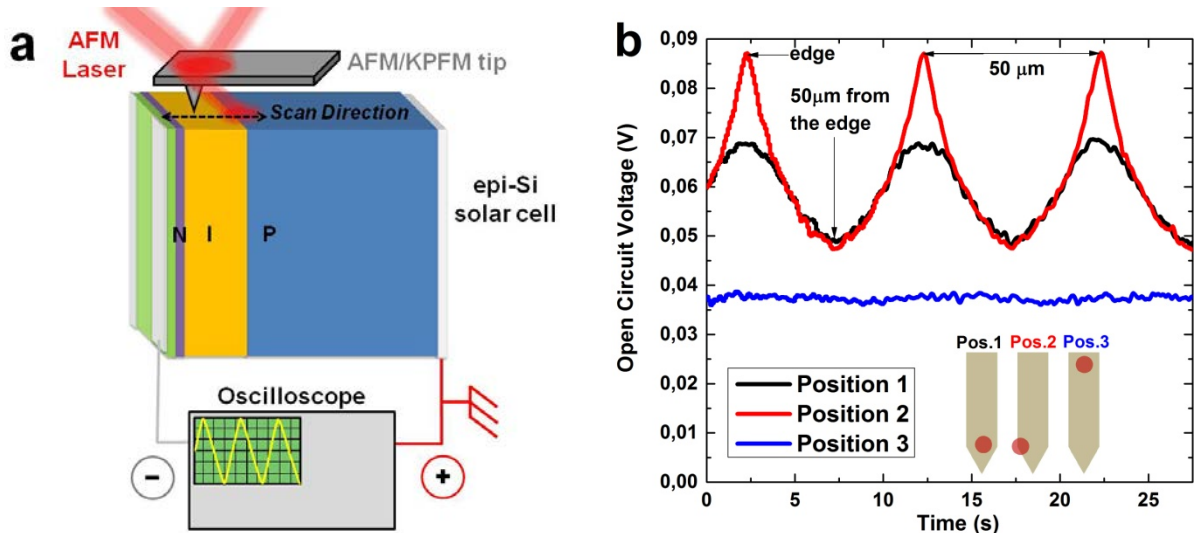 a
AFM
Laser
AFM/KPFM tip
Scan Direction
N I P
epi-Si
solar cell
Oscilloscope
−
+
b
Open Circuit Voltage (V)
0,09
0,08
0,07
0,06
0,05
0,04
0,03
0,02
0,01
0,00
edge
50 μm
50μm from
the edge
Position 1
Position 2
Position 3
Pos.1 Pos.2 Pos.3
0 5 10 15 20 25
Time (s)